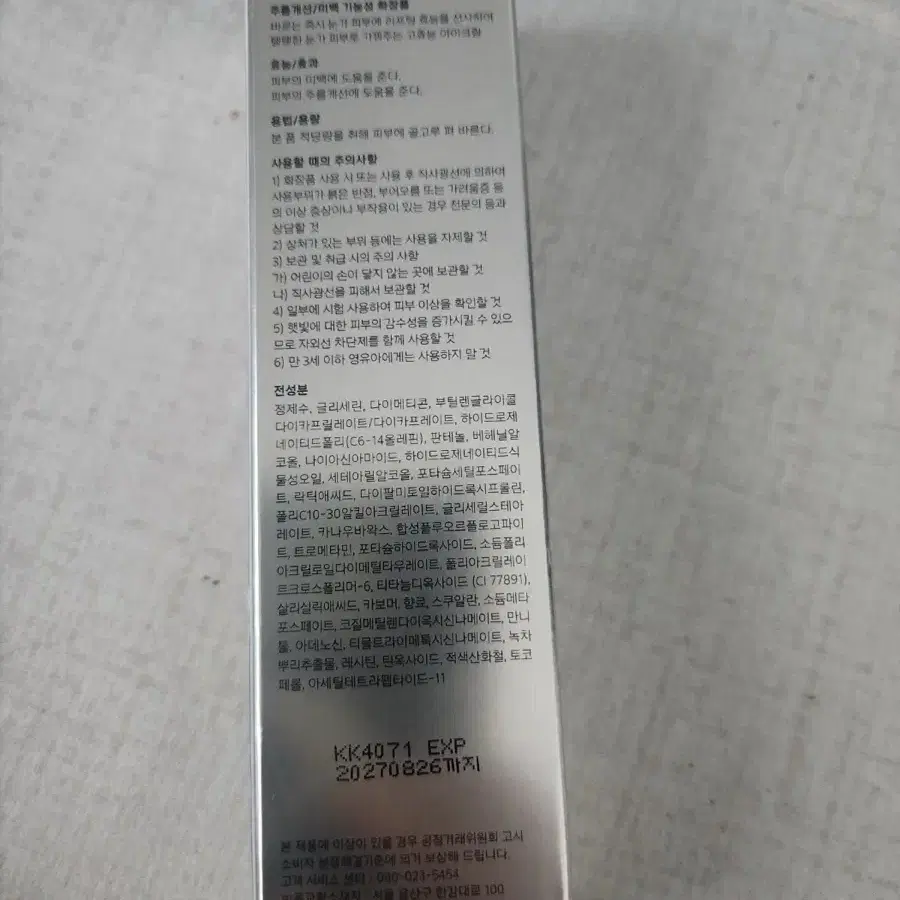 주름개선/미백 기능성 화장품
바르는 즉시 눈가 피부에 리프팅 효능을 선사하여
탱탱한 눈가 피부로 가꿔주는 고효능 아이크림
효능/효과
피부의 미백에 도움을 준다.
피부의 주름개선에 도움을 준다.
용법/용량
본 품 적당량을 취해 피부에 골고루 펴 바른다.
사용할 때의 주의사항
1) 화장품 사용 시 또는 사용 후 직사광선에 의하여
사용부위가 붉은 반점, 부어오름 또는 가려움증 등
의 이상 증상이나 부작용이 있는 경우 전문의 등과
상담할 것
2) 상처가 있는 부위 등에는 사용을 자제할 것
3) 보관 및 취급 시의 주의 사항
가) 어린이의 손이 닿지 않는 곳에 보관할 것
나) 직사광선을 피해서 보관할 것
4) 일부에 시험 사용하여 피부 이상을 확인할 것
5) 햇빛에 대한 피부의 감수성을 증가시킬 수 있으
므로 자외선 차단제를 함께 사용할 것
6) 만 3세 이하 영유아에게는 사용하지 말 것
전성분
정제수, 글리세린, 다이메티콘, 부틸렌글라이콜
다이카프릴레이트/다이카프레이트, 하이드로제
네이티드폴리(C6-14올레핀), 판테놀, 베헤닐알
코올, 나이아신아마이드, 하이드로제네이티드식
물성오일, 세테아릴알코올, 포타슘세틸포스페이
트, 락틱애씨드, 다이팔미토일하이드록시프롤린,
폴리C10-30알킬아크릴레이트, 글리세릴스테아
레이트, 카나우바왁스, 합성플루오르플로고파이
트, 트로메타민, 포타슘하이드록사이드, 소듐폴리
아크릴로일다이메틸타우레이트, 폴리아크릴레이
트크로스폴리머-6, 티타늄디옥사이드 (CI 77891),
살리실릭애씨드, 카보머, 향료, 스쿠알란, 소듐메타
포스페이트, 크질메틸렌다이옥시신나메이트, 만니
톨, 아데노신, 티몰트라이메톡시신나메이트, 녹차
뿌리추출물, 레시틴, 틴옥사이드, 적색산화철, 토코
페롤, 아세틸테트라펩타이드-11
KK4071 EXP
20270826까지
본 제품에 이상이 있을 경우 공정거래위원회 고시
소비자 분쟁해결기준에 의거 보상해 드립니다.
고객 서비스 센터 : 080-023-5454
서울 용산구 한강대로 100